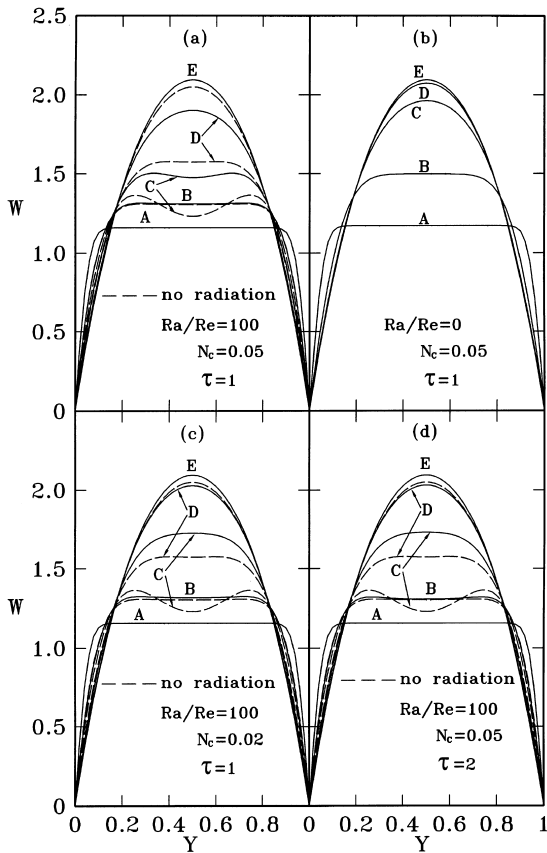 2.5
(a)
(b)
E
E
D
C
2.0
D
C
B
B
1.5
W
A
A
1.0
no radiation
Ra/Re=100
Ra/Re=0
0.5
Nc=0.05
Nc=0.05
τ=1
τ=1
0
(c)
(d)
E
E
2.0
D
D
C
C
B
B
1.5
W
A
A
1.0
no radiation
no radiation
Ra/Re=100
Ra/Re=100
0.5
Nc=0.02
Nc=0.05
τ=1
τ=2
0
0 0.2 0.4 0.6 0.8 0 0.2 0.4 0.6 0.8 1
Y
Y